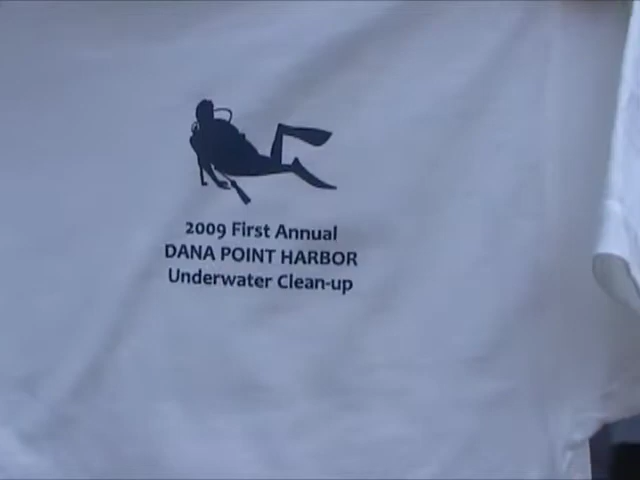 2009 First Annual
DANA POINT HARBOR
Underwater Clean-up